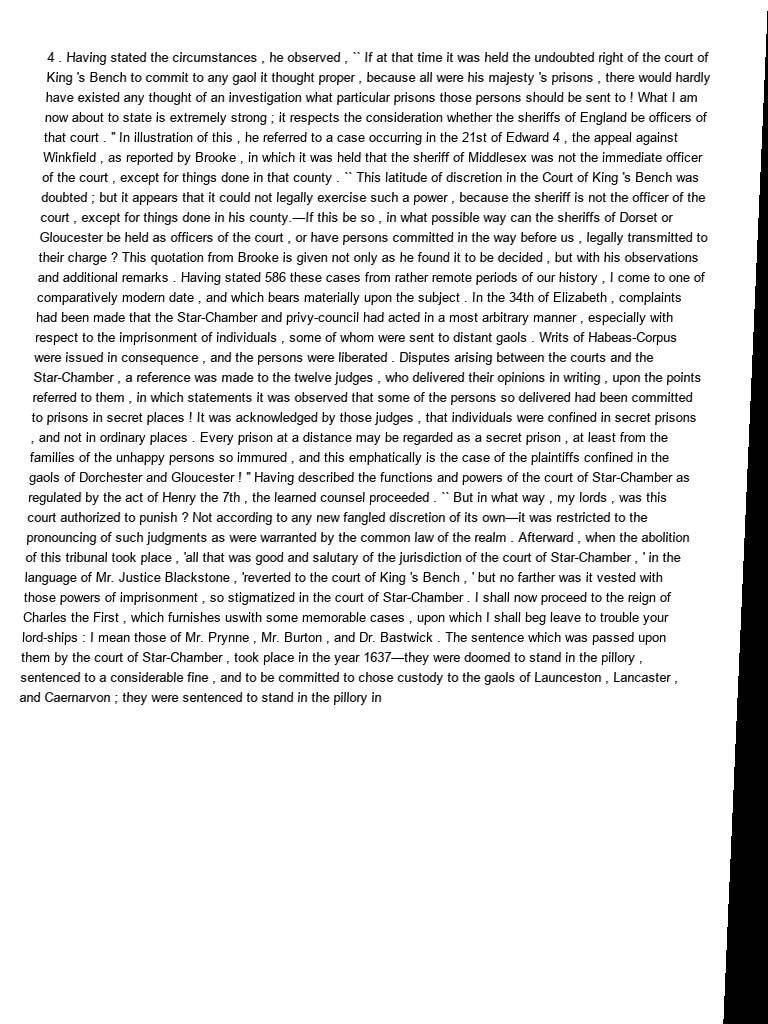 4 . Having stated the circumstances , he observed , `` If at that time it was held the undoubted right of the court of
King 's Bench to commit to any gaol it thought proper , because all were his majesty 's prisons , there would hardly
have existed any thought of an investigation what particular prisons those persons should be sent to ! What I am
now about to state is extremely strong ; it respects the consideration whether the sheriffs of England be officers of
that court . " In illustration of this , he referred to a case occurring in the 21st of Edward 4 , the appeal against
Winkfield , as reported by Brooke , in which it was held that the sheriff of Middlesex was not the immediate officer
of the court , except for things done in that county . `` This latitude of discretion in the Court of King 's Bench was
doubted ; but it appears that it could not legally exercise such a power , because the sheriff is not the officer of the
court , except for things done in his county.—If this be so , in what possible way can the sheriffs of Dorset or
Gloucester be held as officers of the court , or have persons committed in the way before us , legally transmitted to
their charge ? This quotation from Brooke is given not only as he found it to be decided , but with his observations
and additional remarks . Having stated 586 these cases from rather remote periods of our history , I come to one of
comparatively modern date , and which bears materially upon the subject . In the 34th of Elizabeth , complaints
had been made that the Star-Chamber and privy-council had acted in a most arbitrary manner , especially with
respect to the imprisonment of individuals , some of whom were sent to distant gaols . Writs of Habeas-Corpus
were issued in consequence , and the persons were liberated . Disputes arising between the courts and the
Star-Chamber , a reference was made to the twelve judges , who delivered their opinions in writing , upon the points
referred to them , in which statements it was observed that some of the persons so delivered had been committed
to prisons in secret places ! It was acknowledged by those judges , that individuals were confined in secret prisons
, and not in ordinary places . Every prison at a distance may be regarded as a secret prison , at least from the
families of the unhappy persons so immured , and this emphatically is the case of the plaintiffs confined in the
gaols of Dorchester and Gloucester ! " Having described the functions and powers of the court of Star-Chamber as
regulated by the act of Henry the 7th , the learned counsel proceeded . `` But in what way , my lords , was this
court authorized to punish ? Not according to any new fangled discretion of its own—it was restricted to the
pronouncing of such judgments as were warranted by the common law of the realm . Afterward , when the abolition
of this tribunal took place , 'all that was good and salutary of the jurisdiction of the court of Star-Chamber , ' in the
language of Mr. Justice Blackstone , 'reverted to the court of King 's Bench , ' but no farther was it vested with
those powers of imprisonment , so stigmatized in the court of Star-Chamber . I shall now proceed to the reign of
Charles the First , which furnishes uswith some memorable cases , upon which I shall beg leave to trouble your
lord-ships : I mean those of Mr. Prynne , Mr. Burton , and Dr. Bastwick . The sentence which was passed upon
them by the court of Star-Chamber , took place in the year 1637—they were doomed to stand in the pillory ,
sentenced to a considerable fine , and to be committed to chose custody to the gaols of Launceston , Lancaster ,
and Caernarvon ; they were sentenced to stand in the pillory in